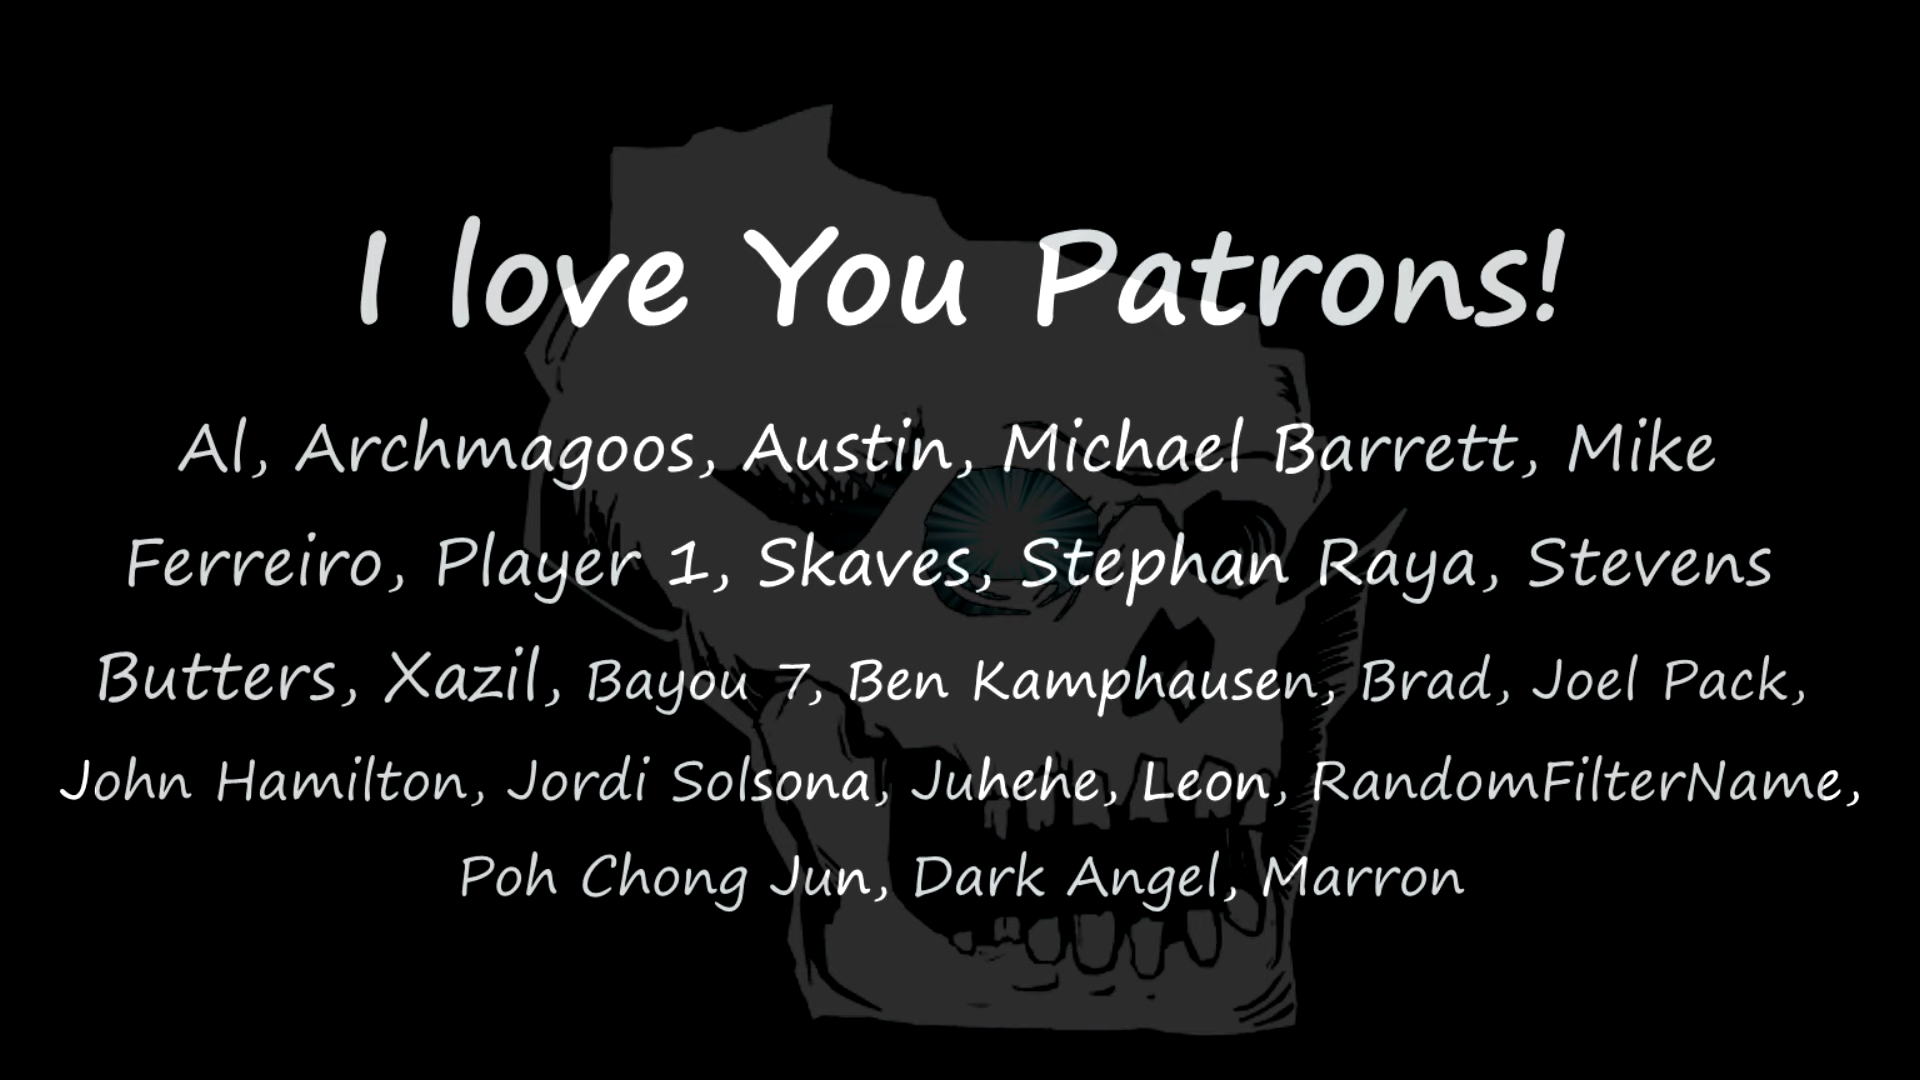 I love You Patrons!
Al, Archmagoos, Austin, Michael Barrett, Mike
Ferreiro, Player 1, Skaves, Stephan Raya, Stevens
Butters, Xazil, Bayou 7, Ben Kamphausen, Brad, Joel Pack,
John Hamilton, Jordi Solsona, Juhehe, Leon, RandomFilterName,
Poh Chong Jun, Dark Angel, Marron